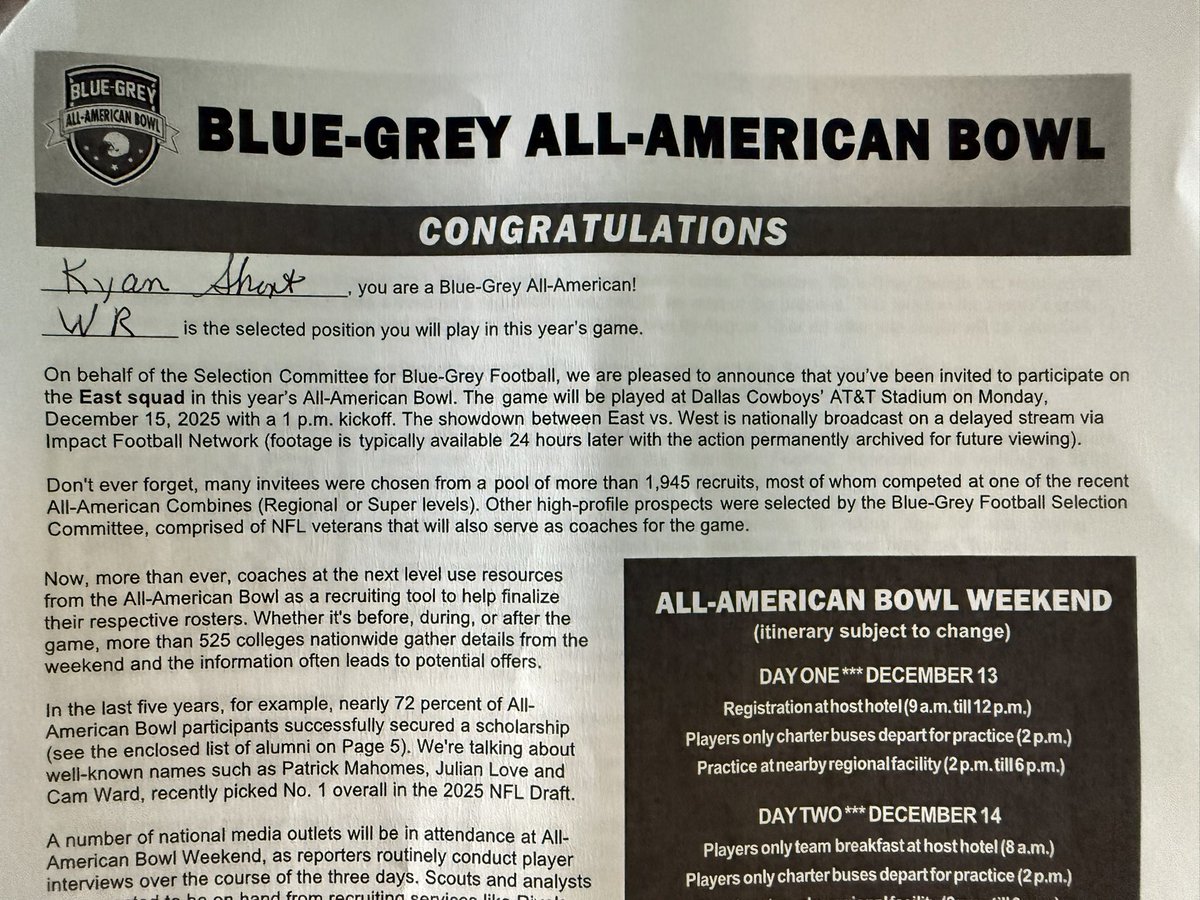 BLUE-GREY
ALL-AMERICAN BOWL
BLUE-GREY ALL-AMERICAN BOWL
CONGRATULATIONS
Kyan Short, you are a Blue-Grey All-American!
WR is the selected position you will play in this year's game.
On behalf of the Selection Committee for Blue-Grey Football, we are pleased to announce that you've been invited to participate on
the East squad in this year's All-American Bowl. The game will be played at Dallas Cowboys' AT&T Stadium on Monday,
December 15, 2025 with a 1 p.m. kickoff. The showdown between East vs. West is nationally broadcast on a delayed stream via
Impact Football Network (footage is typically available 24 hours later with the action permanently archived for future viewing).
Don't ever forget, many invitees were chosen from a pool of more than 1,945 recruits, most of whom competed at one of the recent
All-American Combines (Regional or Super levels). Other high-profile prospects were selected by the Blue-Grey Football Selection
Committee, comprised of NFL veterans that will also serve as coaches for the game.
Now, more than ever, coaches at the next level use resources
from the All-American Bowl as a recruiting tool to help finalize
their respective rosters. Whether it's before, during, or after the
game, more than 525 colleges nationwide gather details from the
weekend and the information often leads to potential offers.
In the last five years, for example, nearly 72 percent of All-
American Bowl participants successfully secured a scholarship
(see the enclosed list of alumni on Page 5). We're talking about
well-known names such as Patrick Mahomes, Julian Love and
Cam Ward, recently picked No. 1 overall in the 2025 NFL Draft.
A number of national media outlets will be in attendance at All-
American Bowl Weekend, as reporters routinely conduct player
interviews over the course of the three days. Scouts and analysts
ALL-AMERICAN BOWL WEEKEND
(itinerary subject to change)
DAY ONE *** DECEMBER 13
Registration at host hotel (9 a.m. till 12 p.m.)
Players only charter buses depart for practice (2 p.m.)
Practice at nearby regional facility (2 p.m. till 6 p.m.)
DAY TWO *** DECEMBER 14
Players only team breakfast at host hotel (8 a.m.)
Players only charter buses depart for practice (2 p.m.)